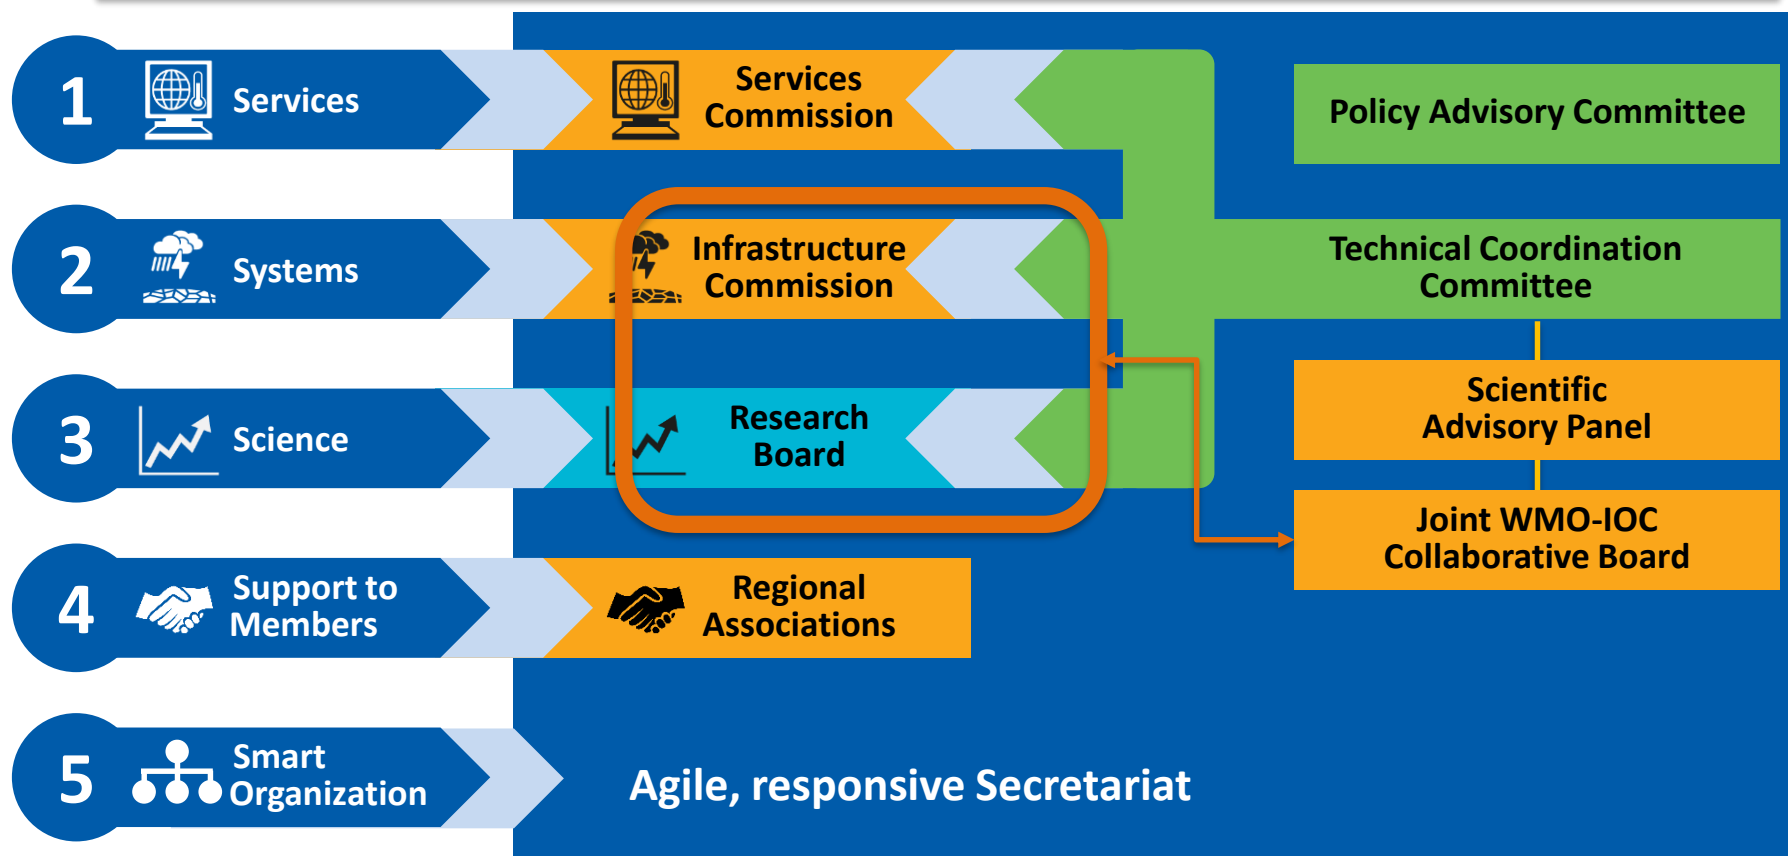 1
Services
Services
Commission
Policy Advisory Committee
2
Systems
Infrastructure
Commission
Technical Coordination
Committee
3
Science
Research
Board
Scientific
Advisory Panel
Joint WMO-IOC
Collaborative Board
4
Support to
Members
Regional
Associations
5
Smart
Organization
Agile, responsive Secretariat